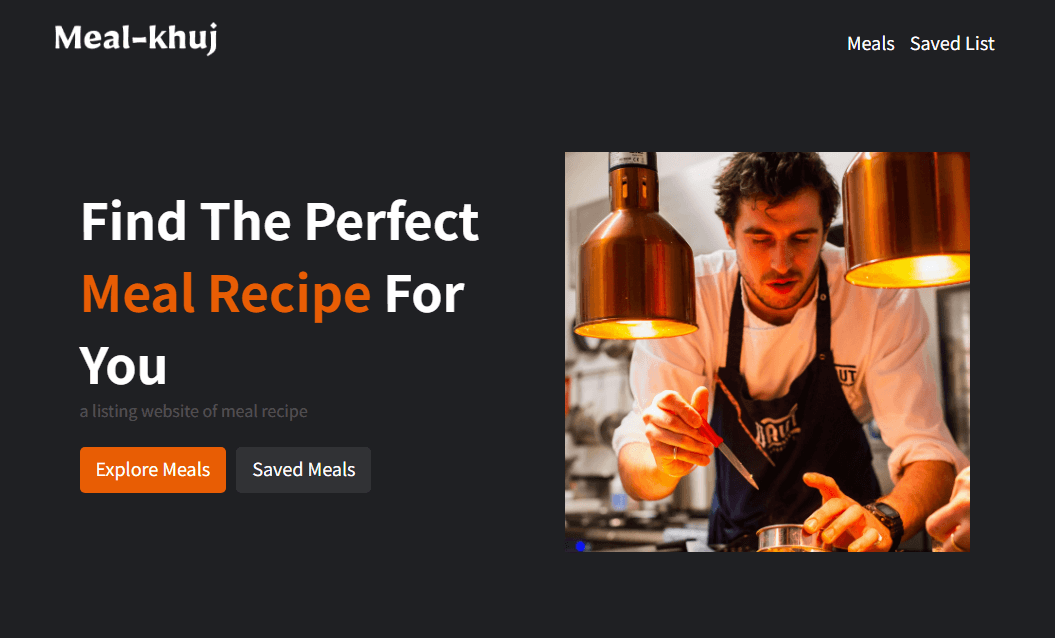 Meal-khuj
Meals Saved List
Find The Perfect
Meal Recipe For
You
a listing website of meal recipe
Explore Meals Saved Meals